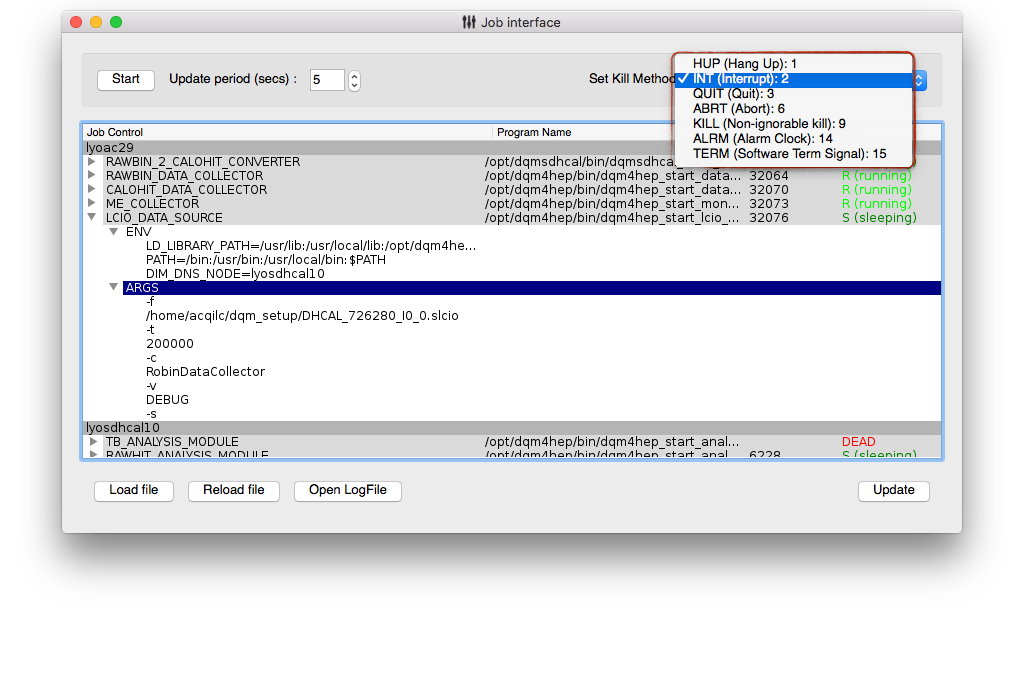 Job interface
Start Update period (secs) : 5 Set Kill Method
HUP (Hang Up): 1
✓ INT (Interrupt): 2
QUIT (Quit): 3
ABRT (Abort): 6
KILL (Non-ignorable kill): 9
ALRM (Alarm Clock): 14
TERM (Software Term Signal): 15
Job Control Program Name
lyoac29
RAWBIN_2_CALOHIT_CONVERTER /opt/dqmsdhcal/bin/dqmsdhca
RAWBIN_DATA_COLLECTOR /opt/dqm4hep/bin/dqm4hep_start_data... 32064 R (running)
CALOHIT_DATA_COLLECTOR /opt/dqm4hep/bin/dqm4hep_start_data... 32070 R (running)
ME_COLLECTOR /opt/dqm4hep/bin/dqm4hep_start_mon... 32073 R (running)
LCIO_DATA_SOURCE /opt/dqm4hep/bin/dqm4hep_start_lcio_... 32076 S (sleeping)
ENV
LD_LIBRARY_PATH=/usr/lib:/usr/local/lib:/opt/dqm4he...
PATH=/bin:/usr/bin:/usr/local/bin:$PATH
DIM_DNS_NODE=lyosdhcal10
ARGS
-f
/home/acqilc/dqm_setup/DHCAL_726280_I0_0.slcio
-t
200000
-c
RobinDataCollector
-v
DEBUG
-s
lyosdhcal10
TB_ANALYSIS_MODULE /opt/dqm4hep/bin/dqm4hep_start_anal... DEAD
RAWHIT_ANALYSIS_MODULE /opt/dqm4hep/bin/dqm4hep_start_anal... 6228 S (sleeping)
Load file Reload file Open LogFile Update